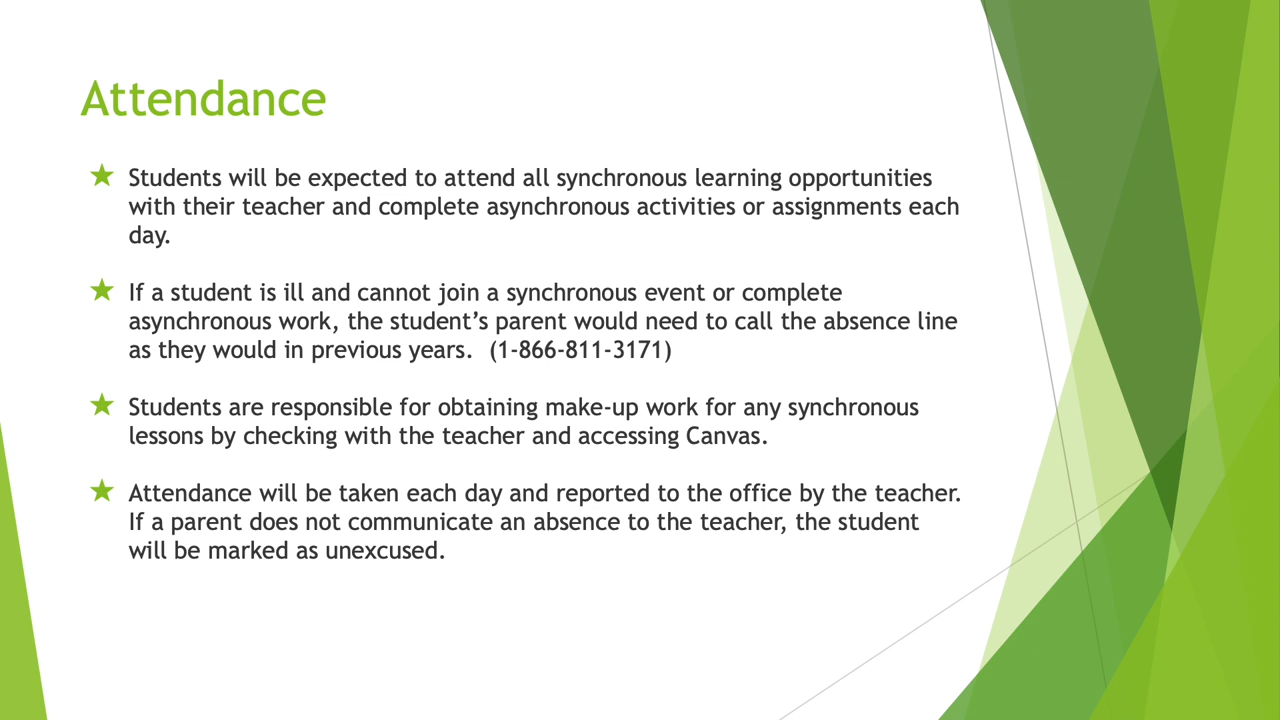 Attendance
Students will be expected to attend all synchronous learning opportunities
with their teacher and complete asynchronous activities or assignments each
day.
If a student is ill and cannot join a synchronous event or complete
asynchronous work, the student’s parent would need to call the absence line
as they would in previous years.  (1-866-811-3171)
Students are responsible for obtaining make-up work for any synchronous
lessons by checking with the teacher and accessing Canvas.
Attendance will be taken each day and reported to the office by the teacher.
If a parent does not communicate an absence to the teacher, the student
will be marked as unexcused.